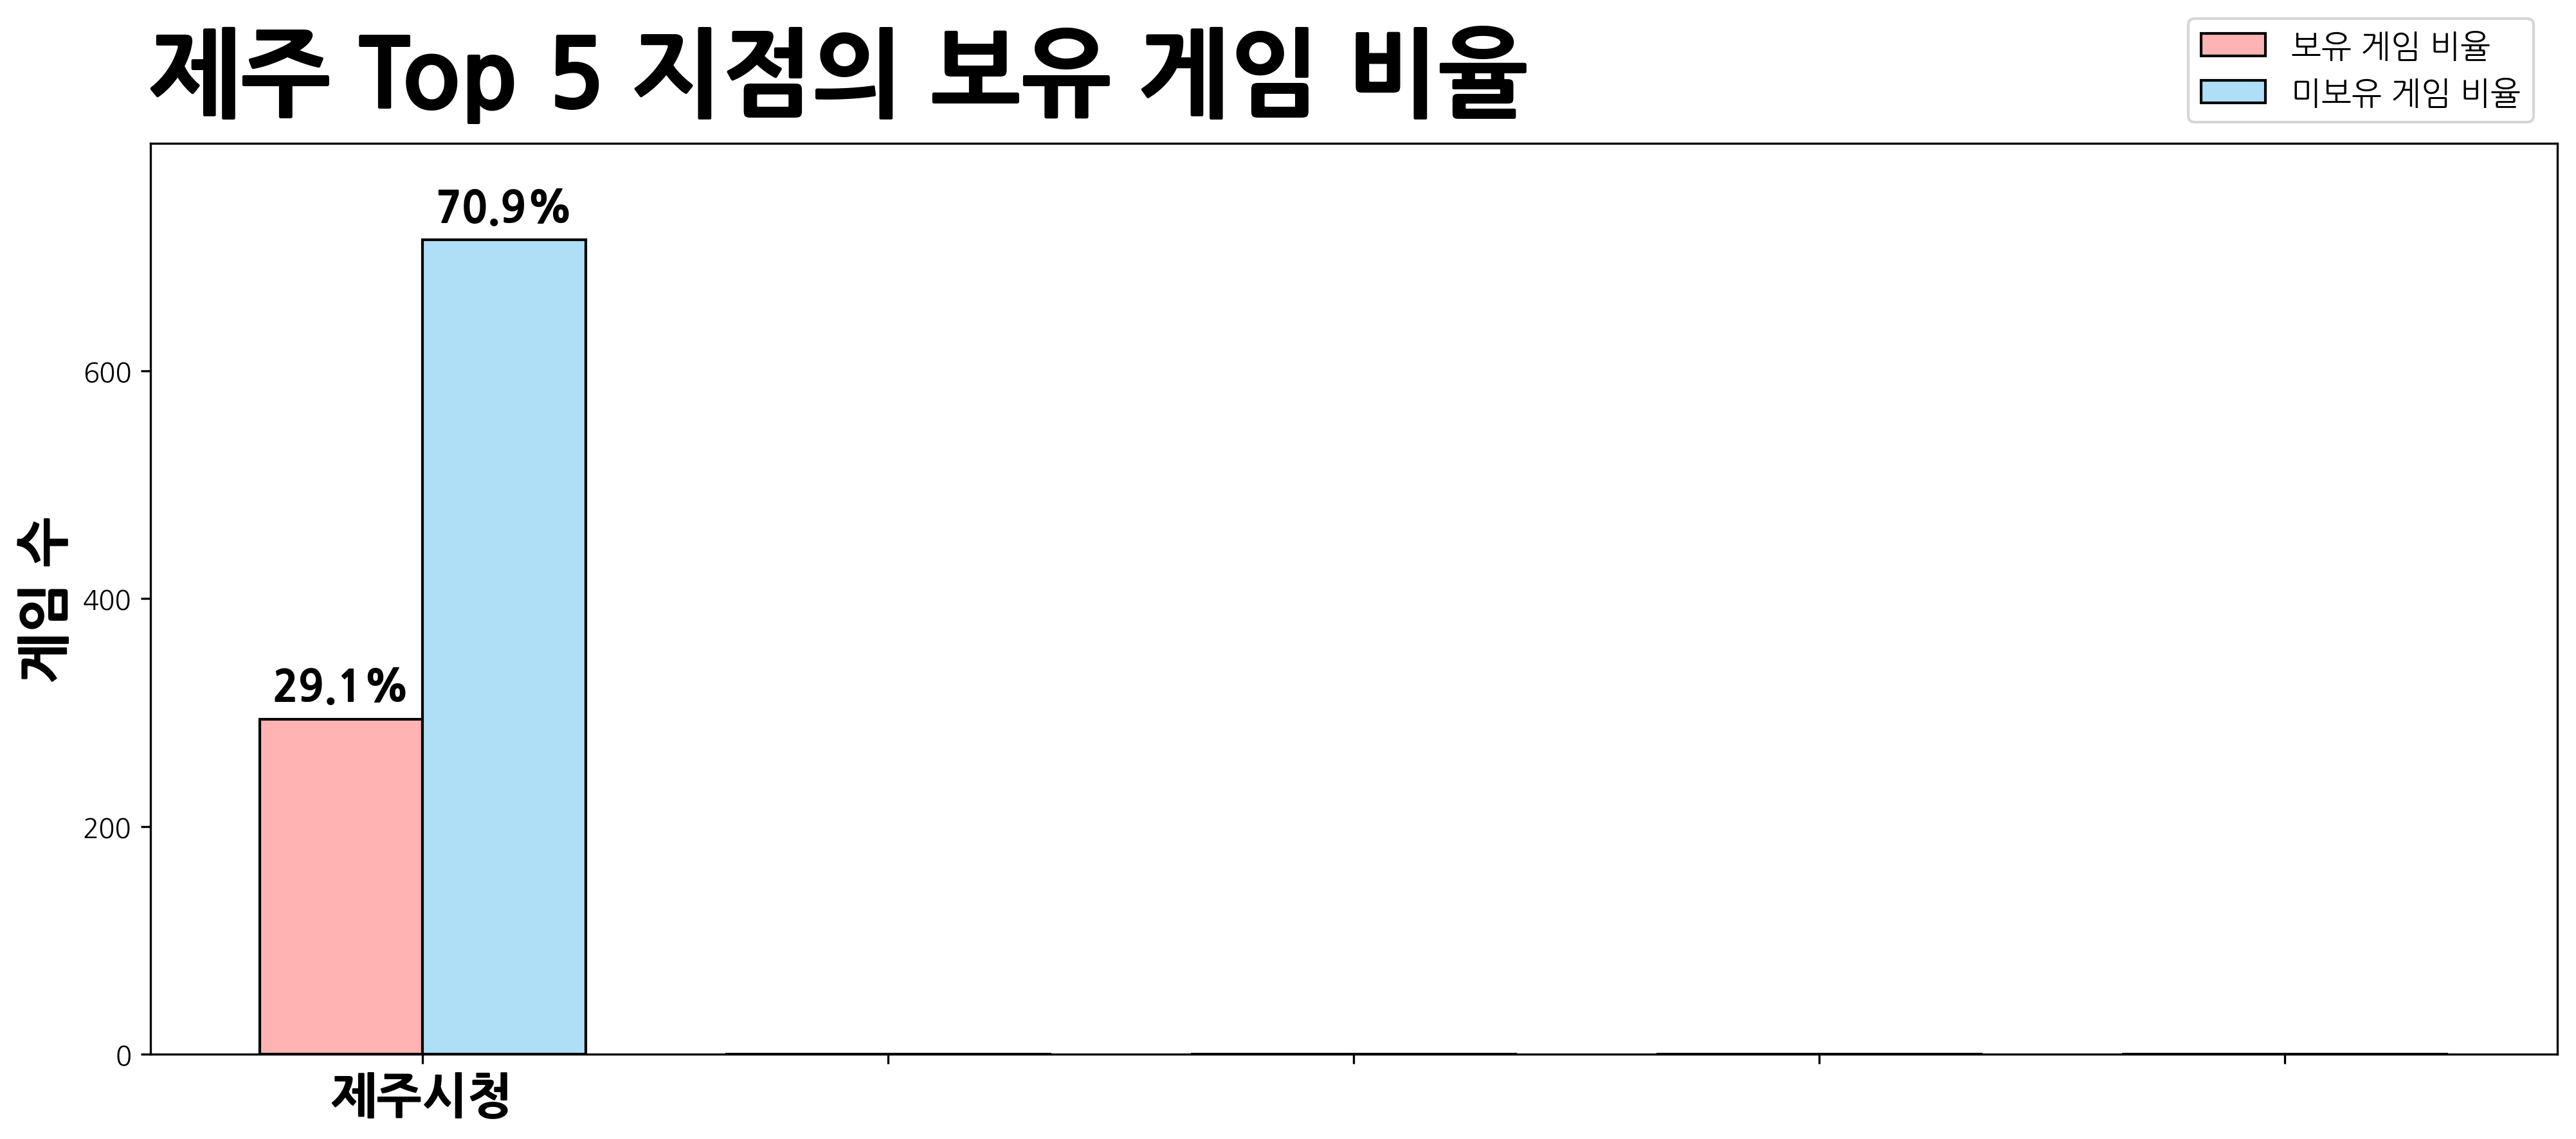 제주 Top 5 지점의 보유 게임 비율
보유 게임 비율
미보유 게임 비율
70.9%
29.1%
게임 수
600
400
200
0
제주시청